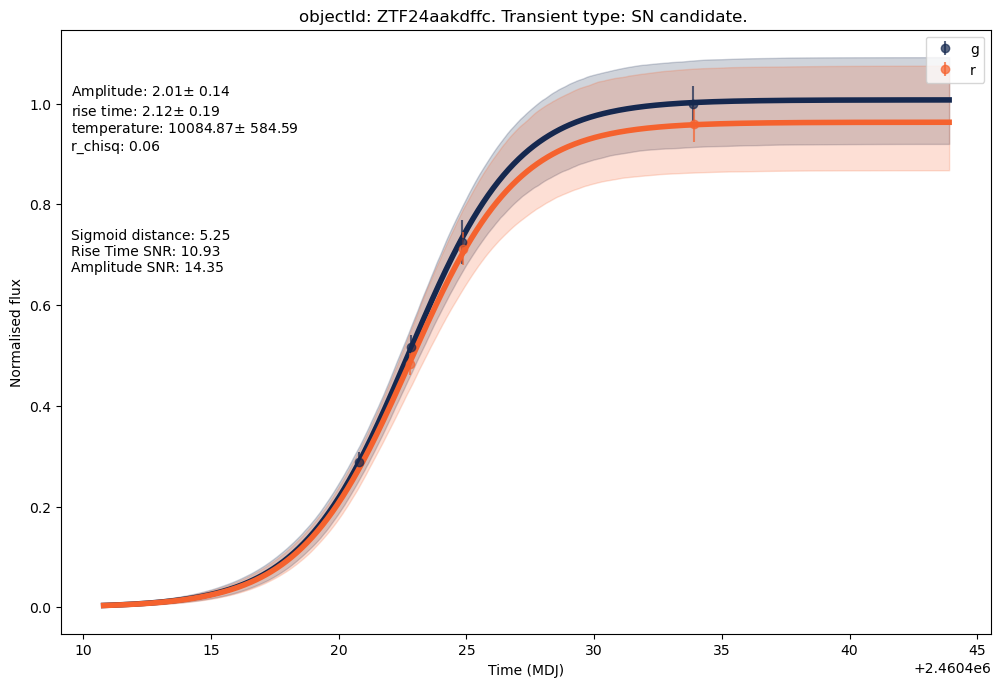 objectId: ZTF24aakdffc. Transient type: SN candidate.
g
r
Amplitude: 2.01± 0.14
rise time: 2.12± 0.19
temperature: 10084.87± 584.59
r_chisq: 0.06
Sigmoid distance: 5.25
Rise Time SNR: 10.93
Amplitude SNR: 14.35
Normalised flux
1.0
0.8
0.6
0.4
0.2
0.0
10 15 20 25 30 35 40 45
Time (MDJ)
+2.4604e6